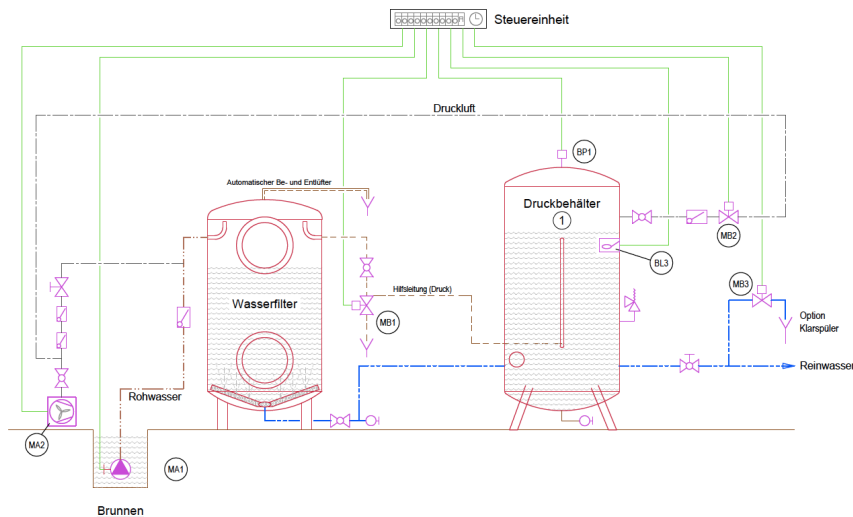 Steuereinheit
Druckluft
BP1
Automatischer Be- und Entlüfter
Druckbehälter
1
MB2
BL3
MB3
Wasserfilter
Hilfsleitung (Druck)
MB1
Option
Klarspüler
Reinwasser
Rohwasser
MA2
MA1
Brunnen